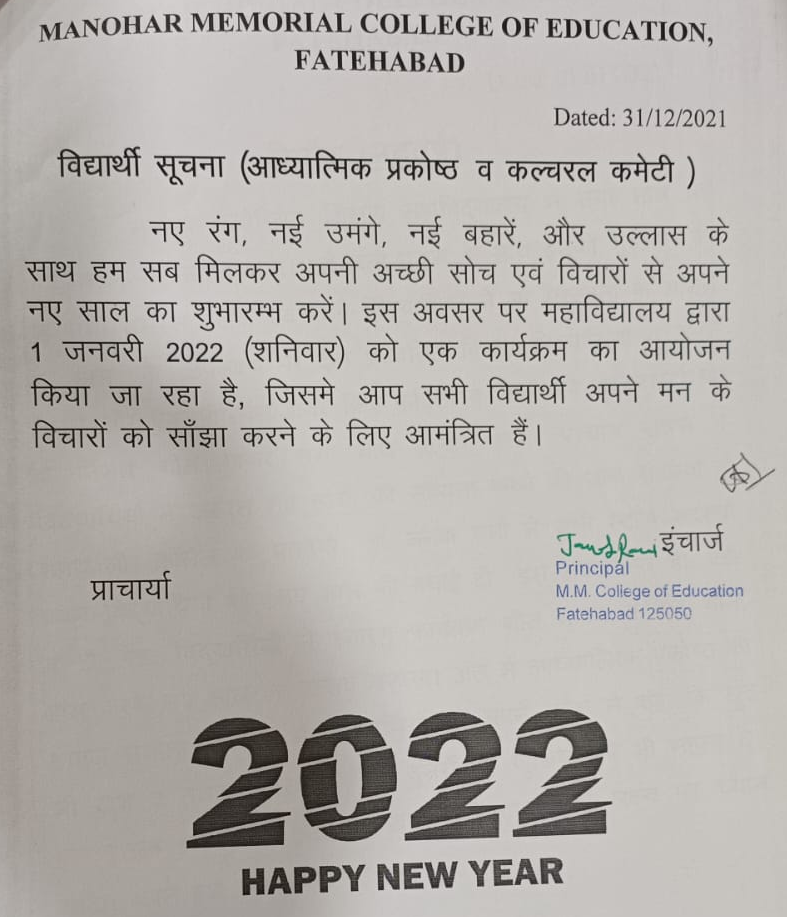 MANOHAR MEMORIAL COLLEGE OF EDUCATION,
FATEHABAD
Dated: 31/12/2021
विद्यार्थी सूचना (आध्यात्मिक प्रकोष्ठ व कल्चरल कमेटी )
नए रंग, नई उमंगे, नई बहारें, और उल्लास के
साथ हम सब मिलकर अपनी अच्छी सोच एवं विचारों से अपने
नए साल का शुभारम्भ करें। इस अवसर पर महाविद्यालय द्वारा
1 जनवरी 2022 (शनिवार) को एक कार्यक्रम का आयोजन
किया जा रहा है, जिसमे आप सभी विद्यार्थी अपने मन के
विचारों को साँझा करने के लिए आमंत्रित हैं।
इंचार्ज
Principal
M.M. College of Education
Fatehabad 125050
प्राचार्या
2022
HAPPY NEW YEAR